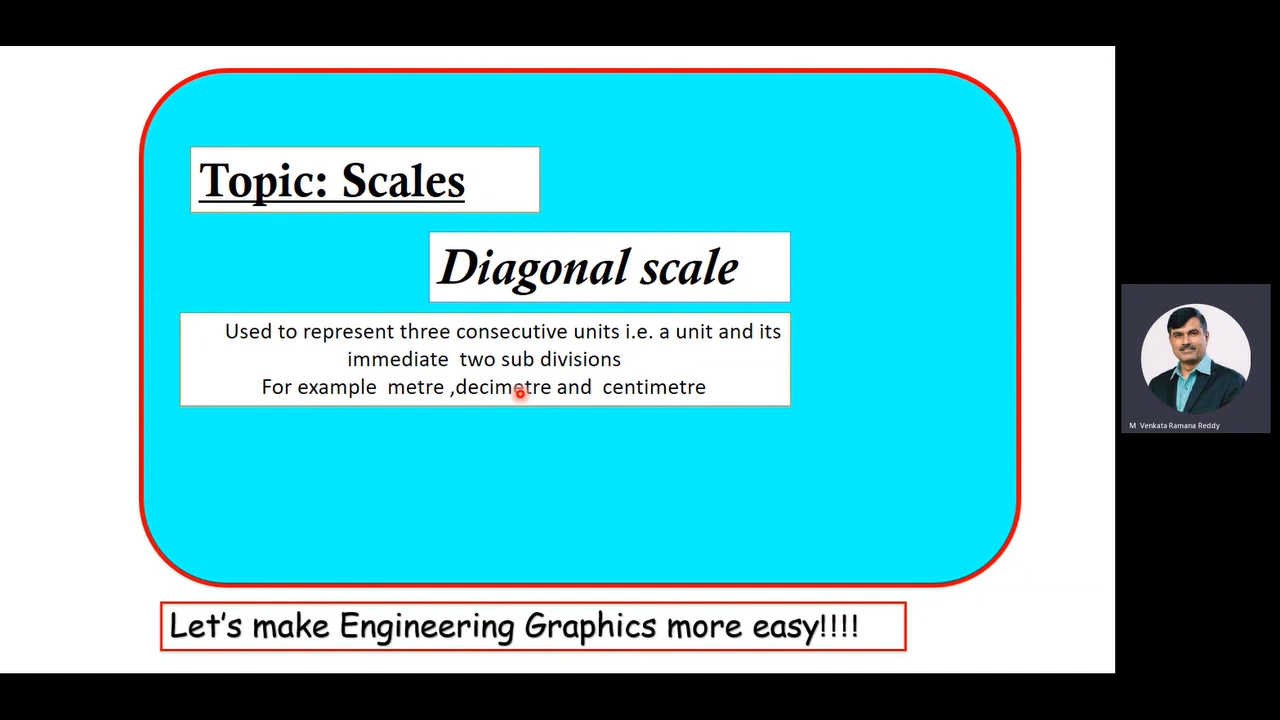 Topic: Scales
Diagonal scale
Used to represent three consecutive units i.e. a unit and its
immediate two sub divisions
For example metre ,decimetre and centimetre
Let's make Engineering Graphics more easy!!!!
M Venkata Ramana Reddy